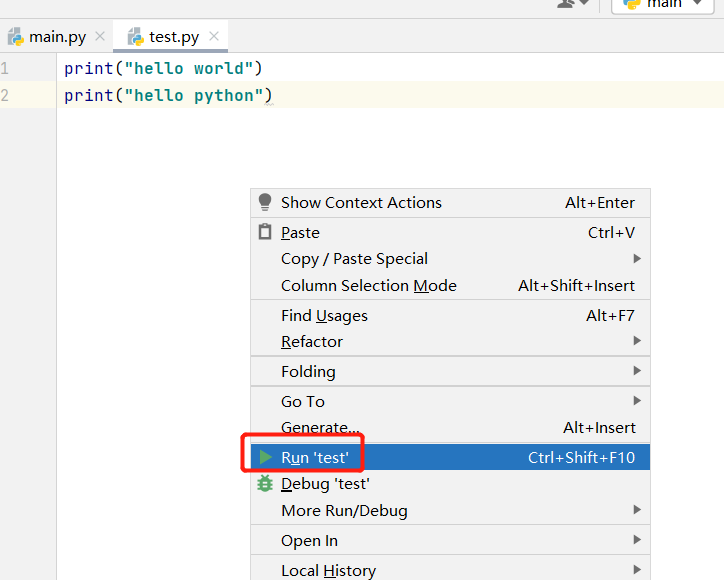 main
main.py
test.py
1 print("hello world")
2 print("hello python")
Show Context Actions Alt+Enter
Paste Ctrl+V
Copy / Paste Special
Column Selection Mode Alt+Shift+Insert
Find Usages Alt+F7
Refactor
Folding
Go To
Generate... Alt+Insert
Run 'test' Ctrl+Shift+F10
Debug 'test'
More Run/Debug
Open In
Local History